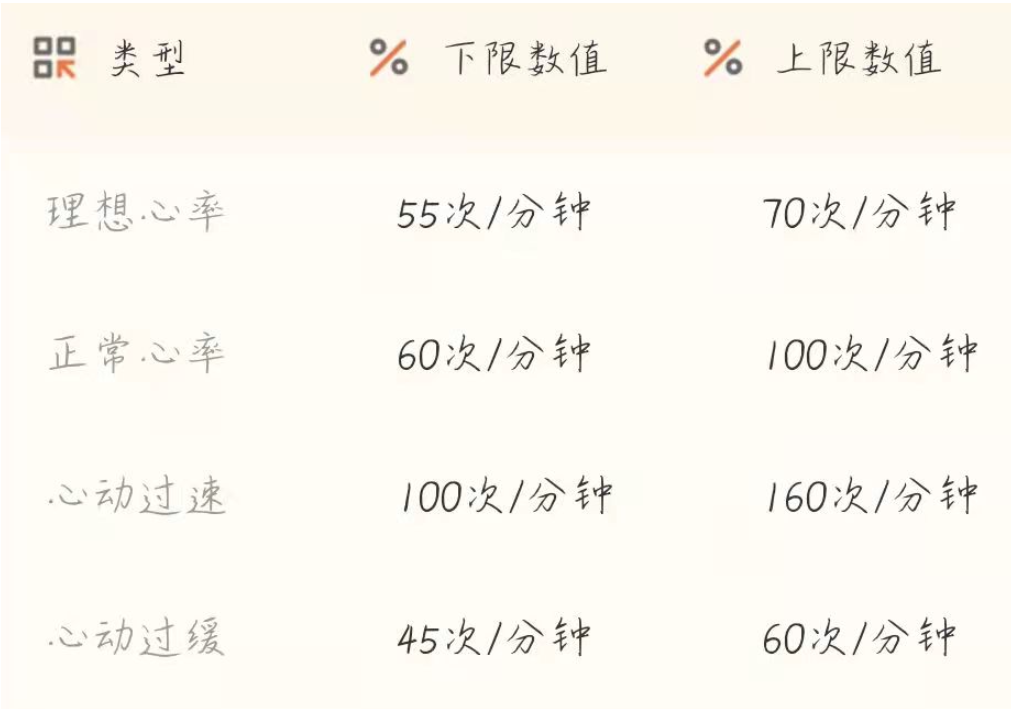 类型 下限数值 上限数值
理想心率 55次/分钟 70次/分钟
正常心率 60次/分钟 100次/分钟
心动过速 100次/分钟 160次/分钟
心动过缓 45次/分钟 60次/分钟